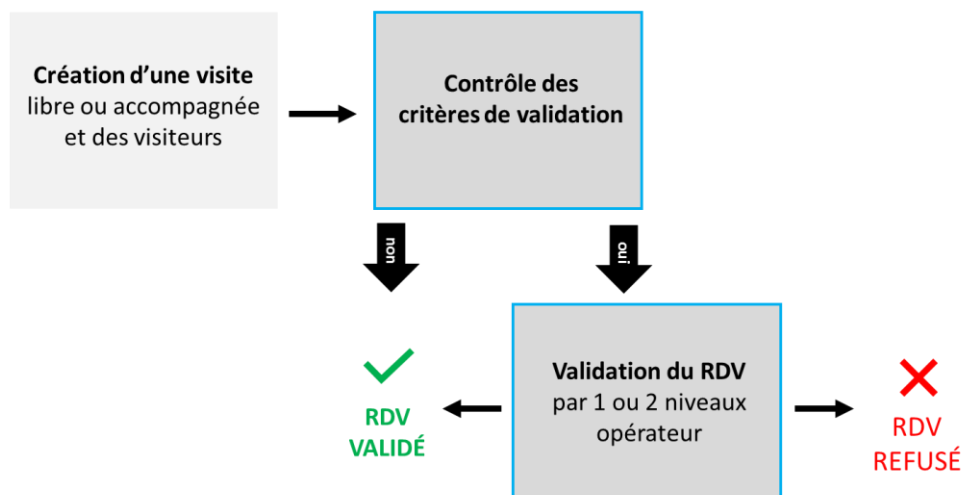 Création d'une visite
libre ou accompagnée
et des visiteurs
Contrôle des
critères de validation
non
oui
Validation du RDV
par 1 ou 2 niveaux
opérateur
RDV
VALIDÉ
RDV
REFUSÉ